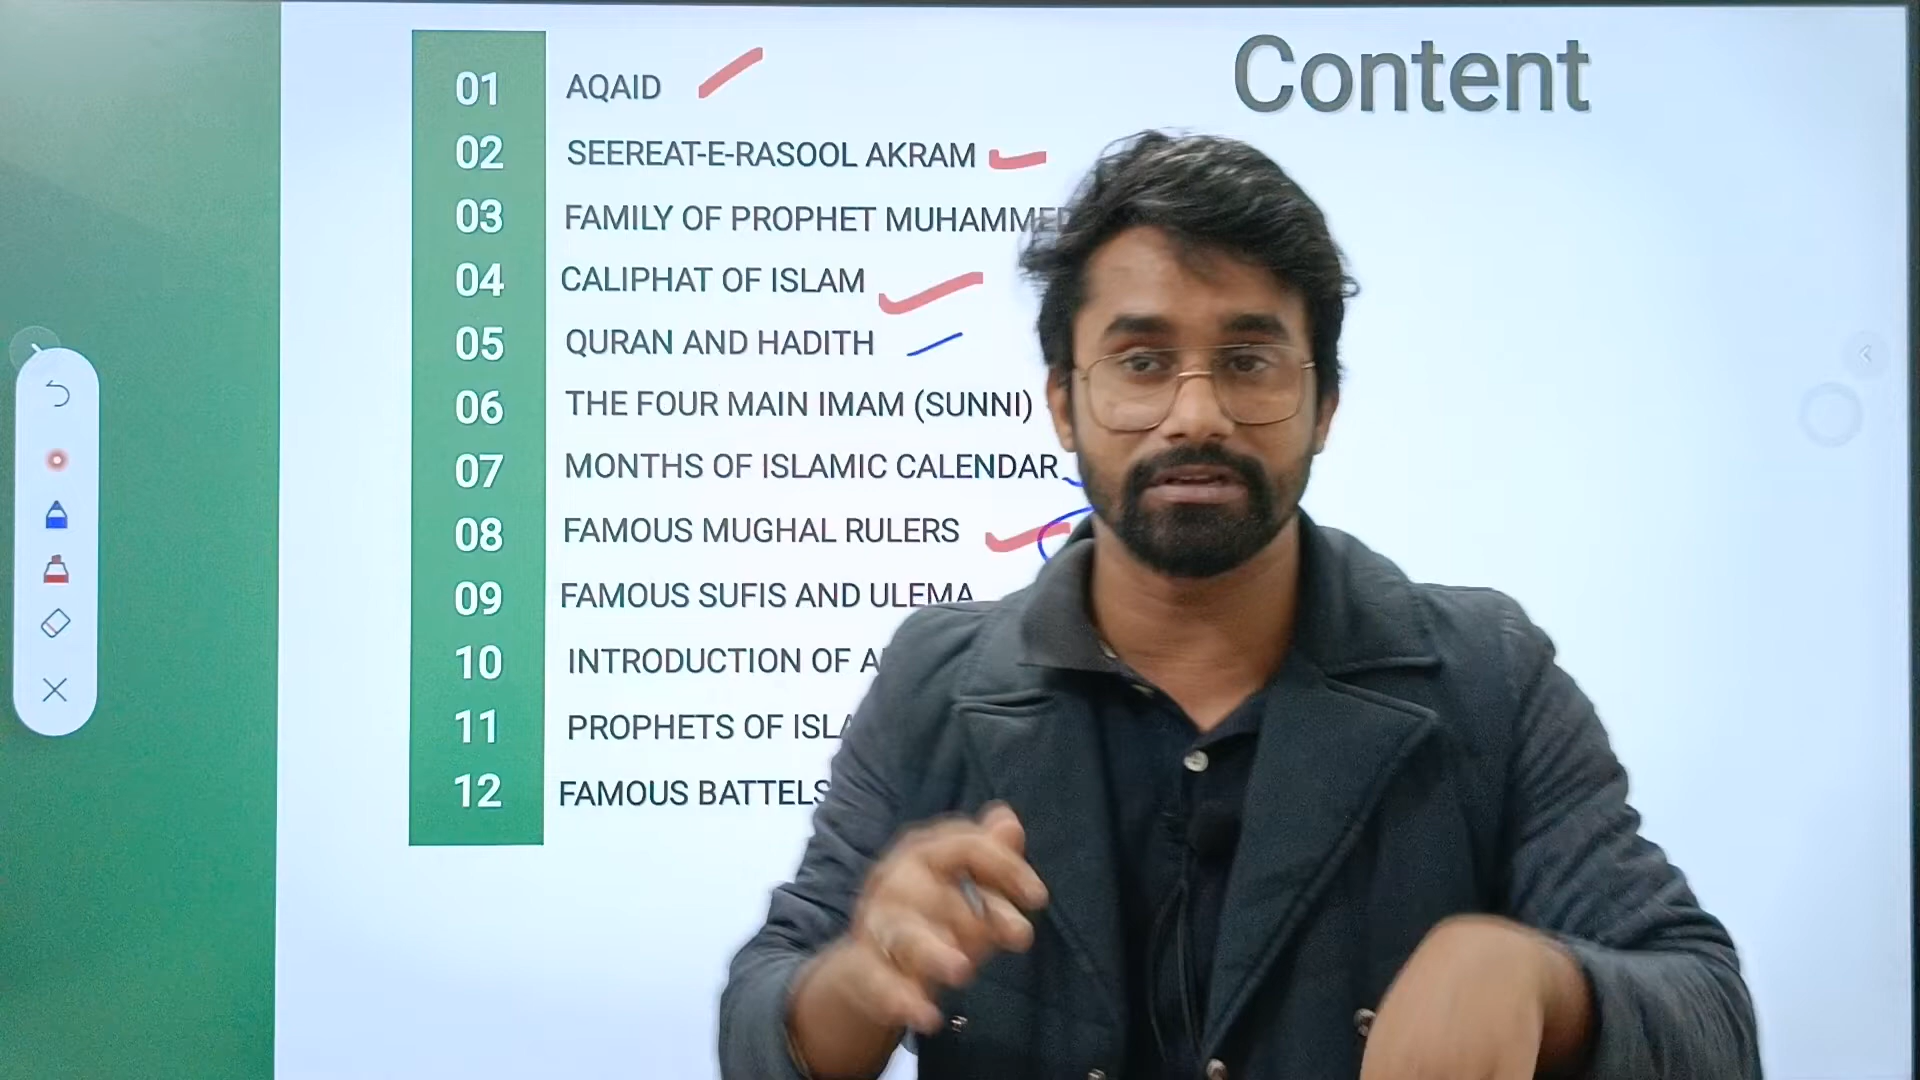 Content
01 AQAID
02 SEEREAT-E-RASOOL AKRAM
03 FAMILY OF PROPHET MUHAMMED
04 CALIPHAT OF ISLAM
05 QURAN AND HADITH
06 THE FOUR MAIN IMAM (SUNNI)
07 MONTHS OF ISLAMIC CALENDAR
08 FAMOUS MUGHAL RULERS
09 FAMOUS SUFIS AND ULEMA
10 INTRODUCTION OF
11 PROPHETS OF
12 FAMOUS BATTELS